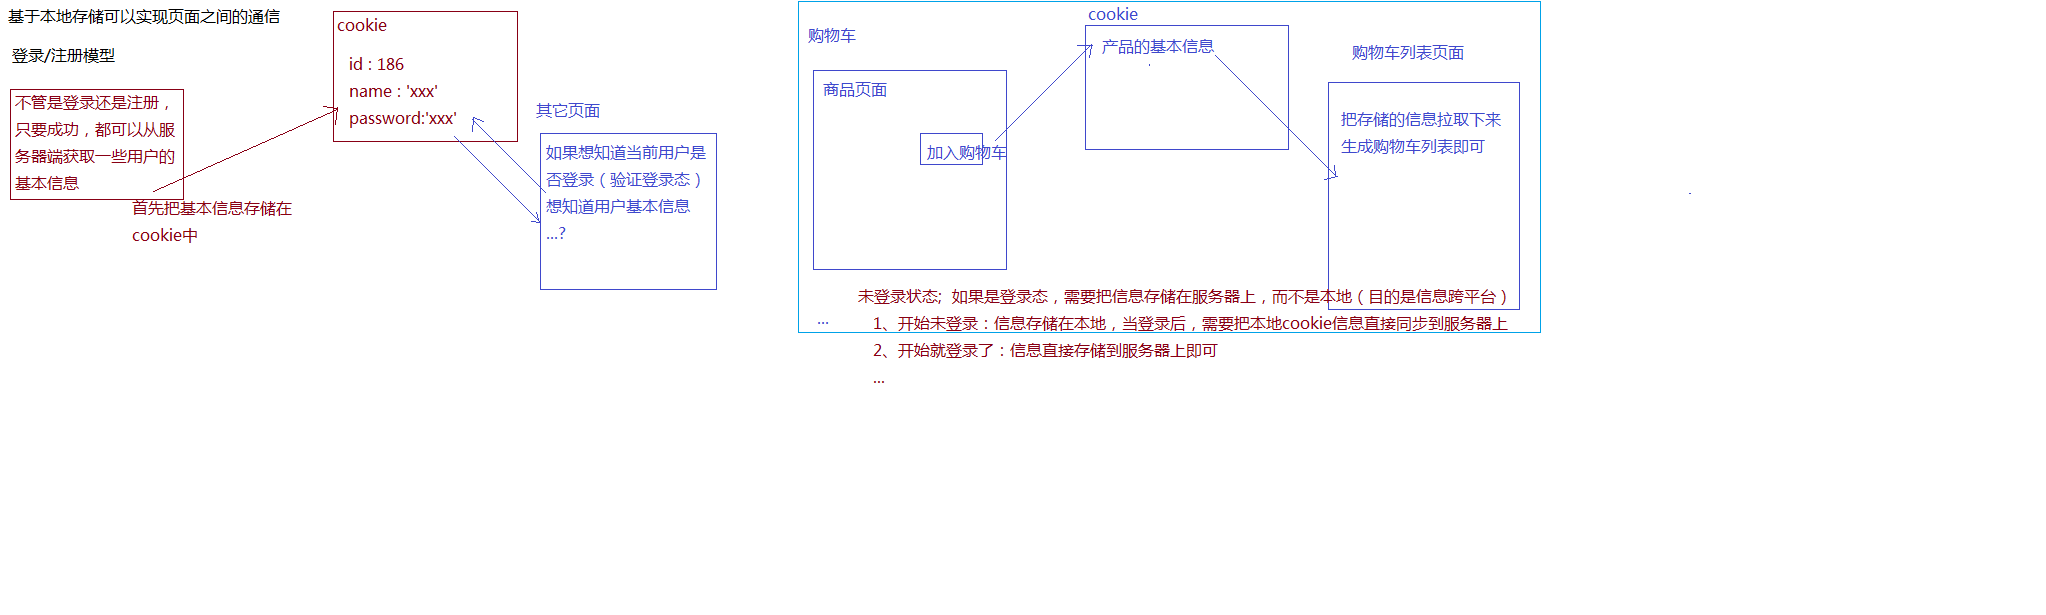 基于本地存储可以实现页面之间的通信
登录/注册模型
不管是登录还是注册，
只要成功，都可以从服
务器端获取一些用户的
基本信息
首先把基本信息存储在
cookie中
cookie
id : 186
name : 'xxx'
password:'xxx'
其它页面
如果想知道当前用户是
否登录（验证登录态）
想知道用户基本信息
...?
购物车
商品页面
加入购物车
cookie
产品的基本信息
购物车列表页面
把存储的信息拉取下来
生成购物车列表即可
...
未登录状态; 如果是登录态，需要把信息存储在服务器上，而不是本地（目的是信息跨平台）
1、开始未登录：信息存储在本地，当登录后，需要把本地cookie信息直接同步到服务器上
2、开始就登录了：信息直接存储到服务器上即可
...